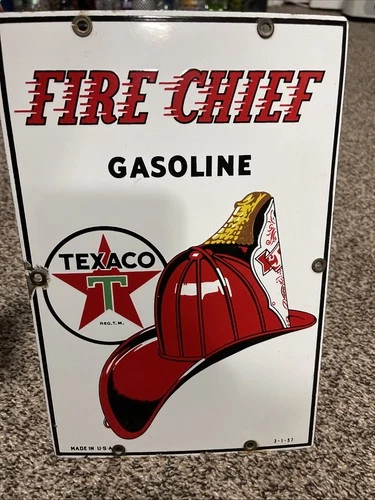 FIRE CHIEF
GASOLINE
TEXACO
T
REG. T.M.
MADE IN U.S.A.
3-1-57